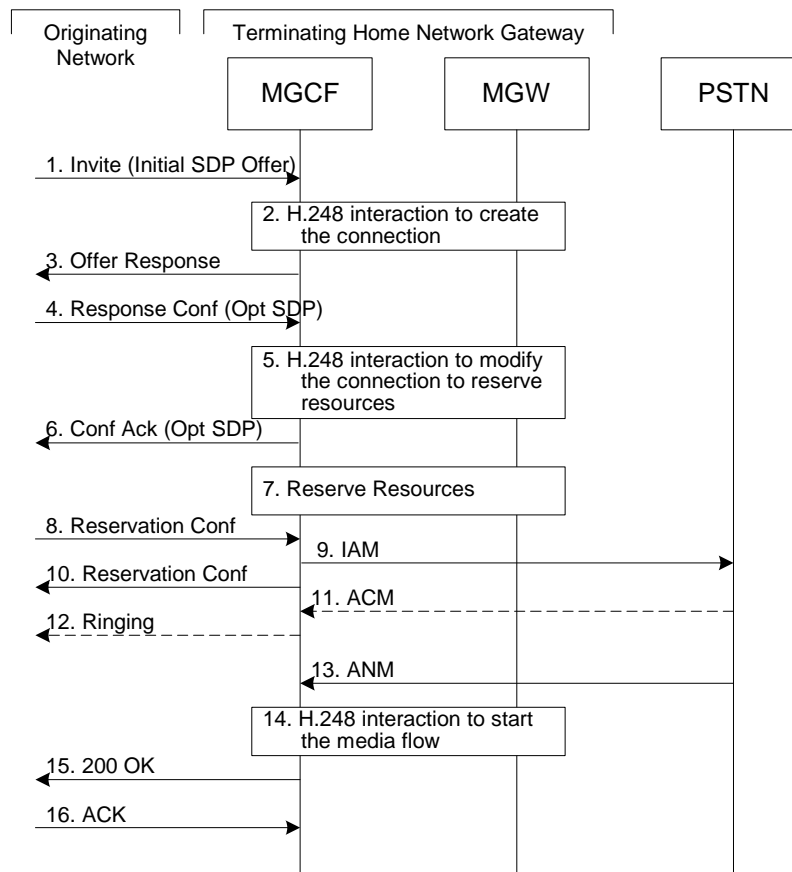 Originating
Network
Terminating Home Network Gateway
MGCF
MGW
PSTN
1. Invite (Initial SDP Offer)
2. H.248 interaction to create
the connection
3. Offer Response
4. Response Conf (Opt SDP)
5. H.248 interaction to modify
the connection to reserve
resources
6. Conf Ack (Opt SDP)
7. Reserve Resources
8. Reservation Conf
9. IAM
10. Reservation Conf
11. ACM
12. Ringing
13. ANM
14. H.248 interaction to start
the media flow
15. 200 OK
16. ACK